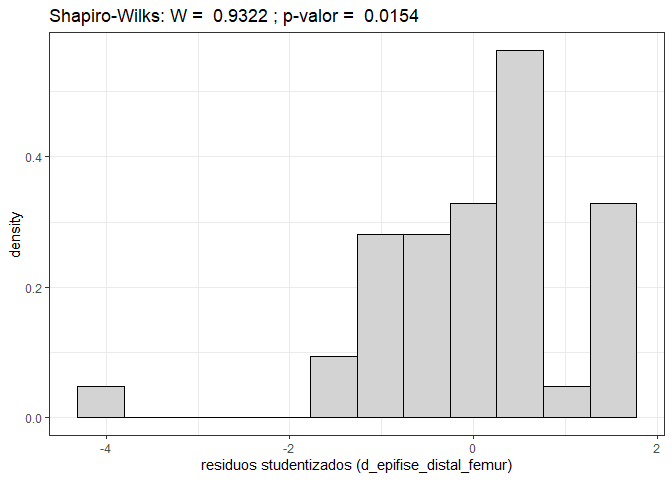 Shapiro-Wilks: W =  0.9322 ; p-valor =  0.0154
density
0.4
0.2
0.0
-4
-2
0
2
residuos studentizados (d_epifise_distal_femur)